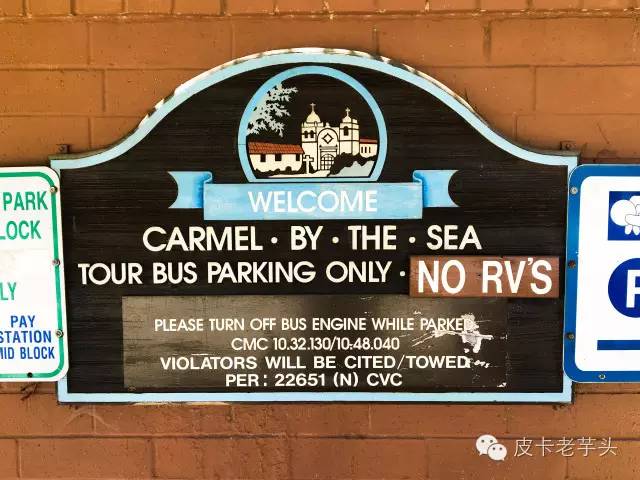 WELCOME
CARMEL · BY · THE · SEA
TOUR BUS PARKING ONLY · NO RV'S
PLEASE TURN OFF BUS ENGINE WHILE PARKED
CMC 10.32.130/10.48.040
VIOLATORS WILL BE CITED/TOWED
PER: 22651 (N) CVC
PARK
LOCK
LY
PAY
STATION
MID BLOCK
P
皮卡老芋头